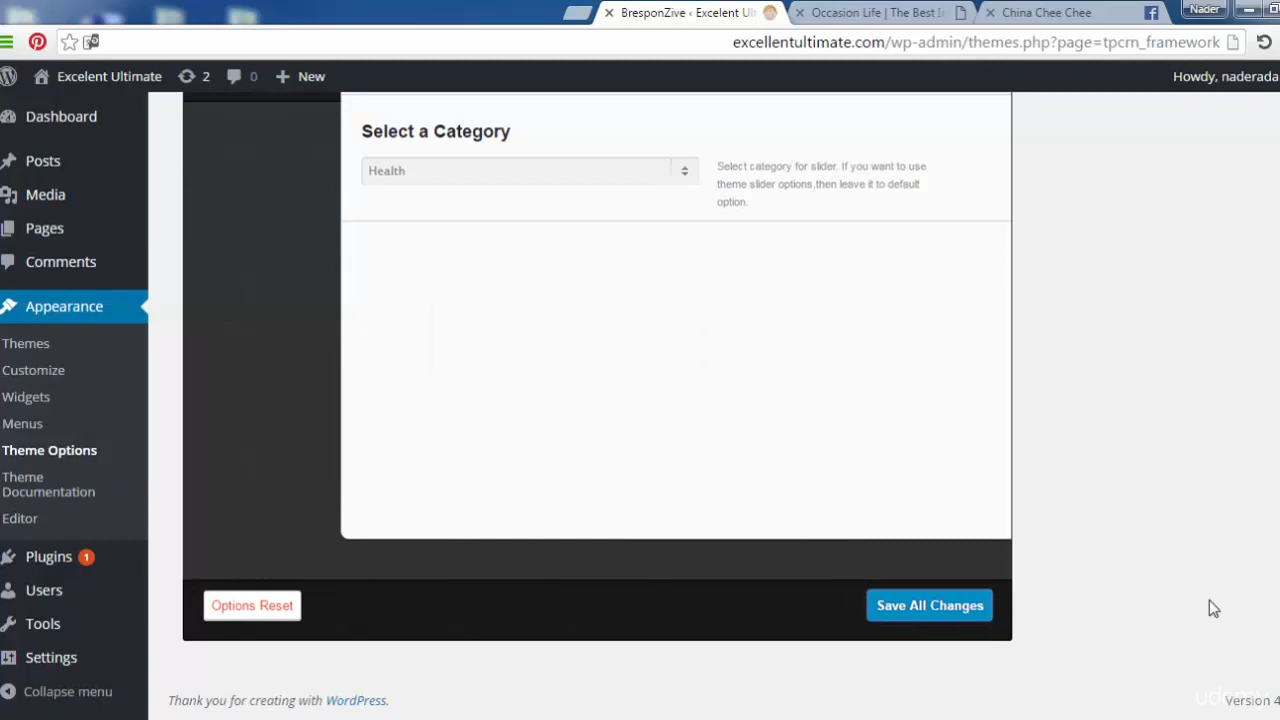 BresponZive ‹ Excelent Ulti
Occasion Life | The Best I
China Chee Chee
Nader
excellentultimate.com/wp-admin/themes.php?page=tpcrn_framework
Excelent Ultimate
2
0
New
Howdy, naderada
Dashboard
Posts
Media
Pages
Comments
Appearance
Themes
Customize
Widgets
Menus
Theme Options
Theme
Documentation
Editor
Plugins 1
Users
Tools
Settings
Collapse menu
Select a Category
Health
Select category for slider. If you want to use
theme slider options,then leave it to default
option.
Options Reset
Save All Changes
Thank you for creating with WordPress.
Version 4
udemy